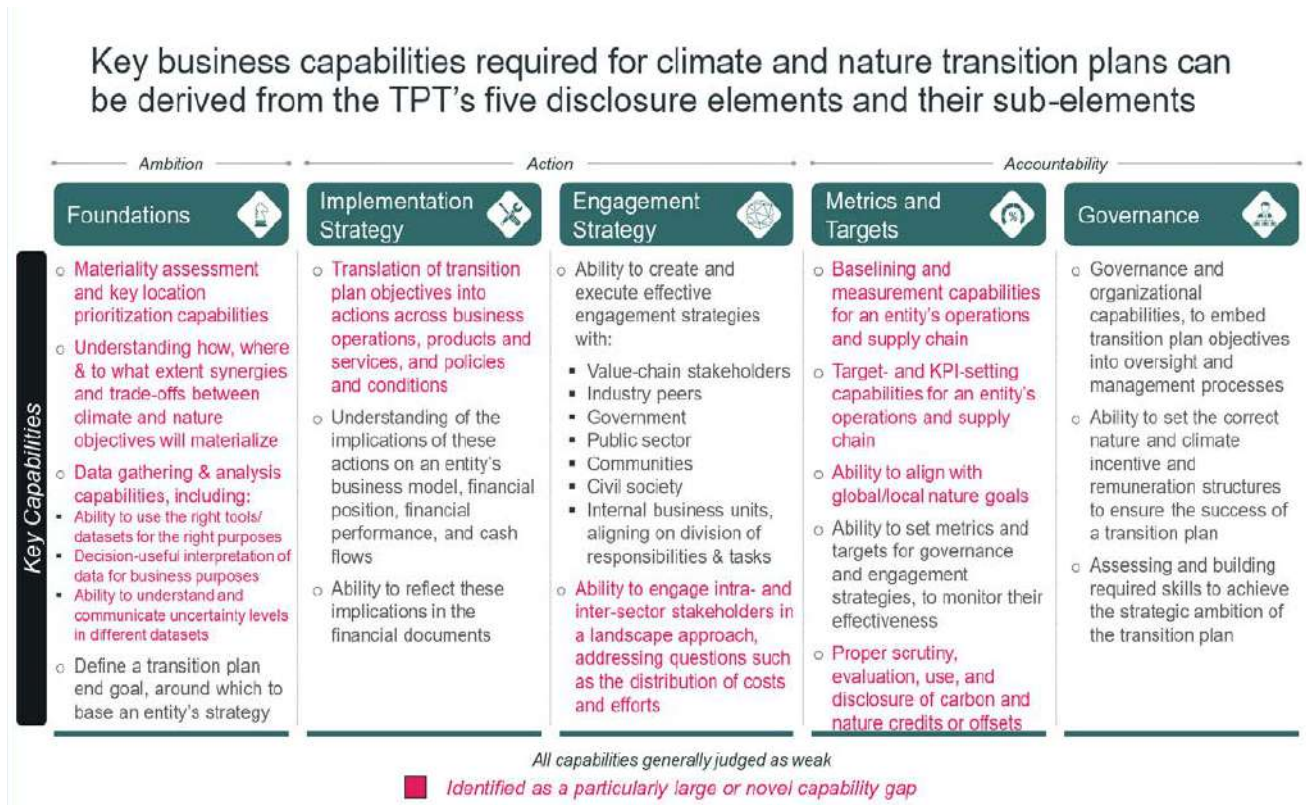 Key business capabilities required for climate and nature transition plans can
be derived from the TPT's five disclosure elements and their sub-elements
Ambition
Action
Accountability
Foundations
Implementation
Strategy
Engagement
Strategy
Metrics and
Targets
%
Governance
Key Capabilities
○ Materiality assessment
and key location
prioritization capabilities
○ Understanding how, where
& to what extent synergies
and trade-offs between
climate and nature
objectives will materialize
○ Data gathering & analysis
capabilities, including:
▪ Ability to use the right tools/
datasets for the right purposes
▪ Decision-useful interpretation of
data for business purposes
▪ Ability to understand and
communicate uncertainty levels
in different datasets
○ Define a transition plan
end goal, around which to
base an entity's strategy
○ Translation of transition
plan objectives into
actions across business
operations, products and
services, and policies
and conditions
○ Understanding of the
implications of these
actions on an entity's
business model, financial
position, financial
performance, and cash
flows
○ Ability to reflect these
implications in the
financial documents
○ Ability to create and
execute effective
engagement strategies
with:
▪ Value-chain stakeholders
▪ Industry peers
▪ Government
▪ Public sector
▪ Communities
▪ Civil society
▪ Internal business units,
aligning on division of
responsibilities & tasks
○ Ability to engage intra- and
inter-sector stakeholders in
a landscape approach,
addressing questions such
as the distribution of costs
and efforts
○ Baselining and
measurement capabilities
for an entity's operations
and supply chain
○ Target- and KPI-setting
capabilities for an entity's
operations and supply
chain
○ Ability to align with
global/local nature goals
○ Ability to set metrics and
targets for governance
and engagement
strategies, to monitor their
effectiveness
○ Proper scrutiny,
evaluation, use, and
disclosure of carbon and
nature credits or offsets
○ Governance and
organizational
capabilities, to embed
transition plan objectives
into oversight and
management processes
○ Ability to set the correct
nature and climate
incentive and
remuneration structures
to ensure the success of
a transition plan
○ Assessing and building
required skills to achieve
the strategic ambition of
the transition plan
All capabilities generally judged as weak
Identified as a particularly large or novel capability gap